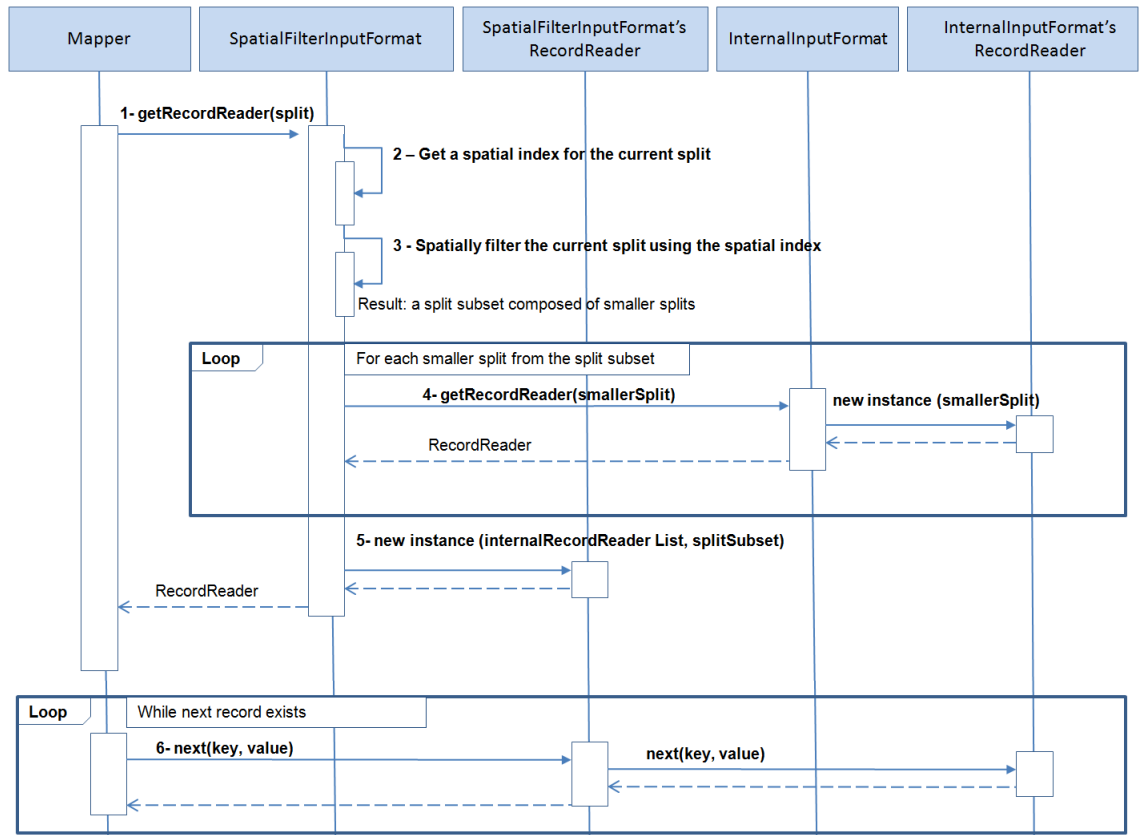 Mapper
SpatialFilterInputFormat
SpatialFilterInputFormat's
RecordReader
InternalInputFormat
InternalInputFormat's
RecordReader
1- getRecordReader(split)
2 – Get a spatial index for the current split
3 - Spatially filter the current split using the spatial index
Result: a split subset composed of smaller splits
Loop
For each smaller split from the split subset
4- getRecordReader(smallerSplit)
new instance (smallerSplit)
RecordReader
5- new instance (internalRecordReader List, splitSubset)
RecordReader
Loop
While next record exists
6- next(key, value)
next(key, value)